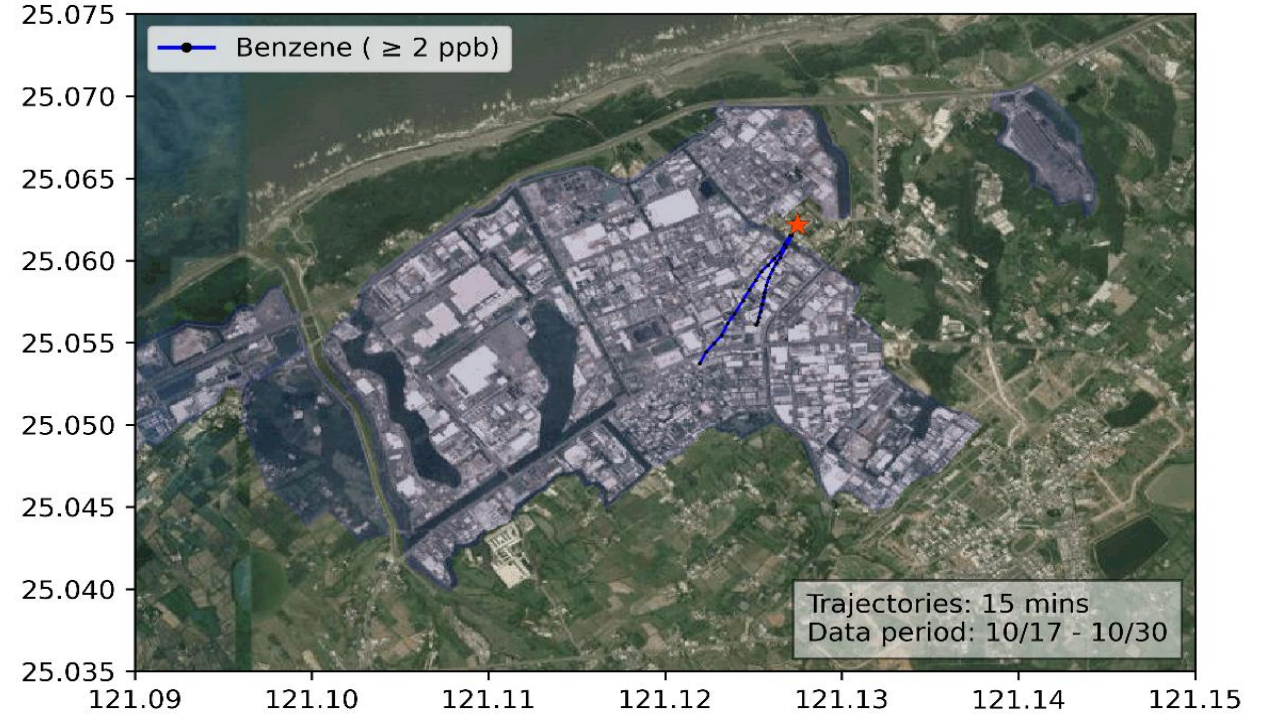 25.075
Benzene ( ≥ 2 ppb)
25.070
25.065
25.060
25.055
25.050
25.045
25.040
Trajectories: 15 mins
Data period: 10/17 - 10/30
25.035
121.09 121.10 121.11 121.12 121.13 121.14 121.15